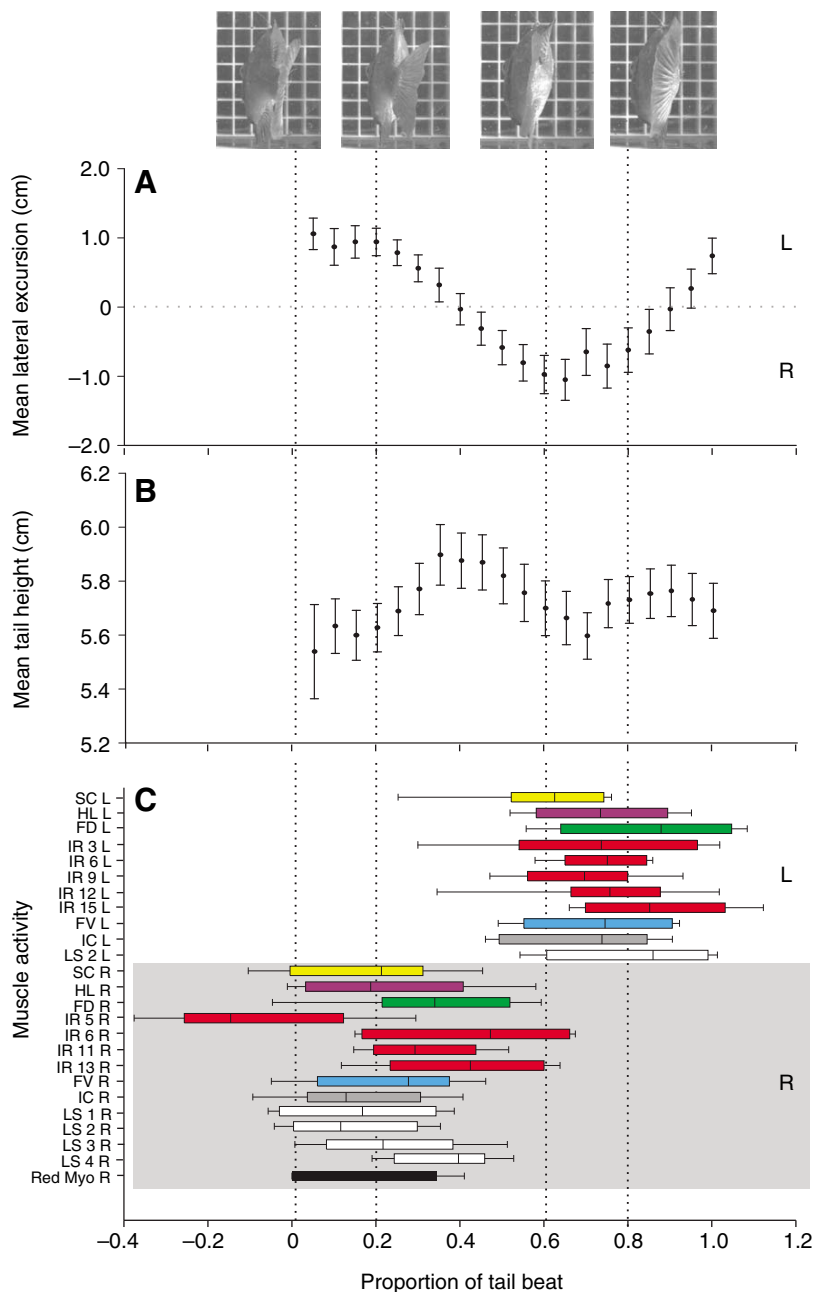 A
Mean lateral excursion (cm)
2.0
1.0
0
−1.0
−2.0
L
R
B
Mean tail height (cm)
6.2
6.0
5.8
5.6
5.4
5.2
C
Muscle activity
SC L
HL L
FD L
IR 3 L
IR 6 L
IR 9 L
IR 12 L
IR 15 L
FV L
IC L
LS 2 L
SC R
HL R
FD R
IR 5 R
IR 6 R
IR 11 R
IR 13 R
FV R
IC R
LS 1 R
LS 2 R
LS 3 R
LS 4 R
Red Myo R
L
R
−0.4 −0.2 0 0.2 0.4 0.6 0.8 1.0 1.2
Proportion of tail beat